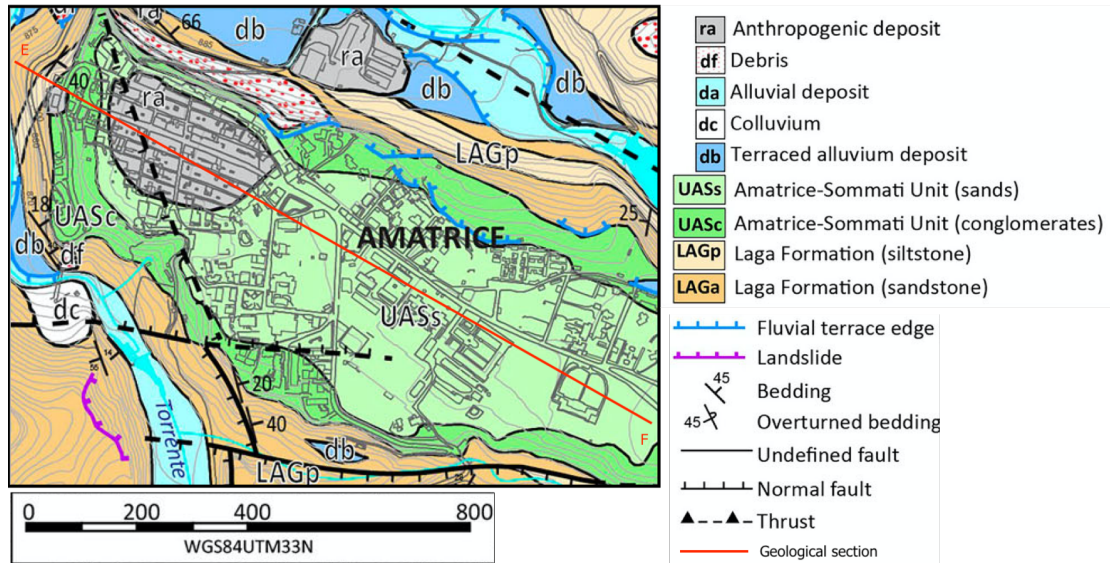 ra
66
db
ra
db
db
875
E
885
40
ra
LAGp
25
18
UASc
AMATRICE
db
df
dc
UASs
14
55
20
40
F
Torrente
db
LAGp
0 200 400 800
WGS84UTM33N
ra Anthropogenic deposit
df Debris
da Alluvial deposit
dc Colluvium
db Terraced alluvium deposit
UASs Amatrice-Sommati Unit (sands)
UASc Amatrice-Sommati Unit (conglomerates)
LAGp Laga Formation (siltstone)
LAGa Laga Formation (sandstone)
Fluvial terrace edge
Landslide
45 Bedding
45 Overturned bedding
Undefined fault
Normal fault
Thrust
Geological section